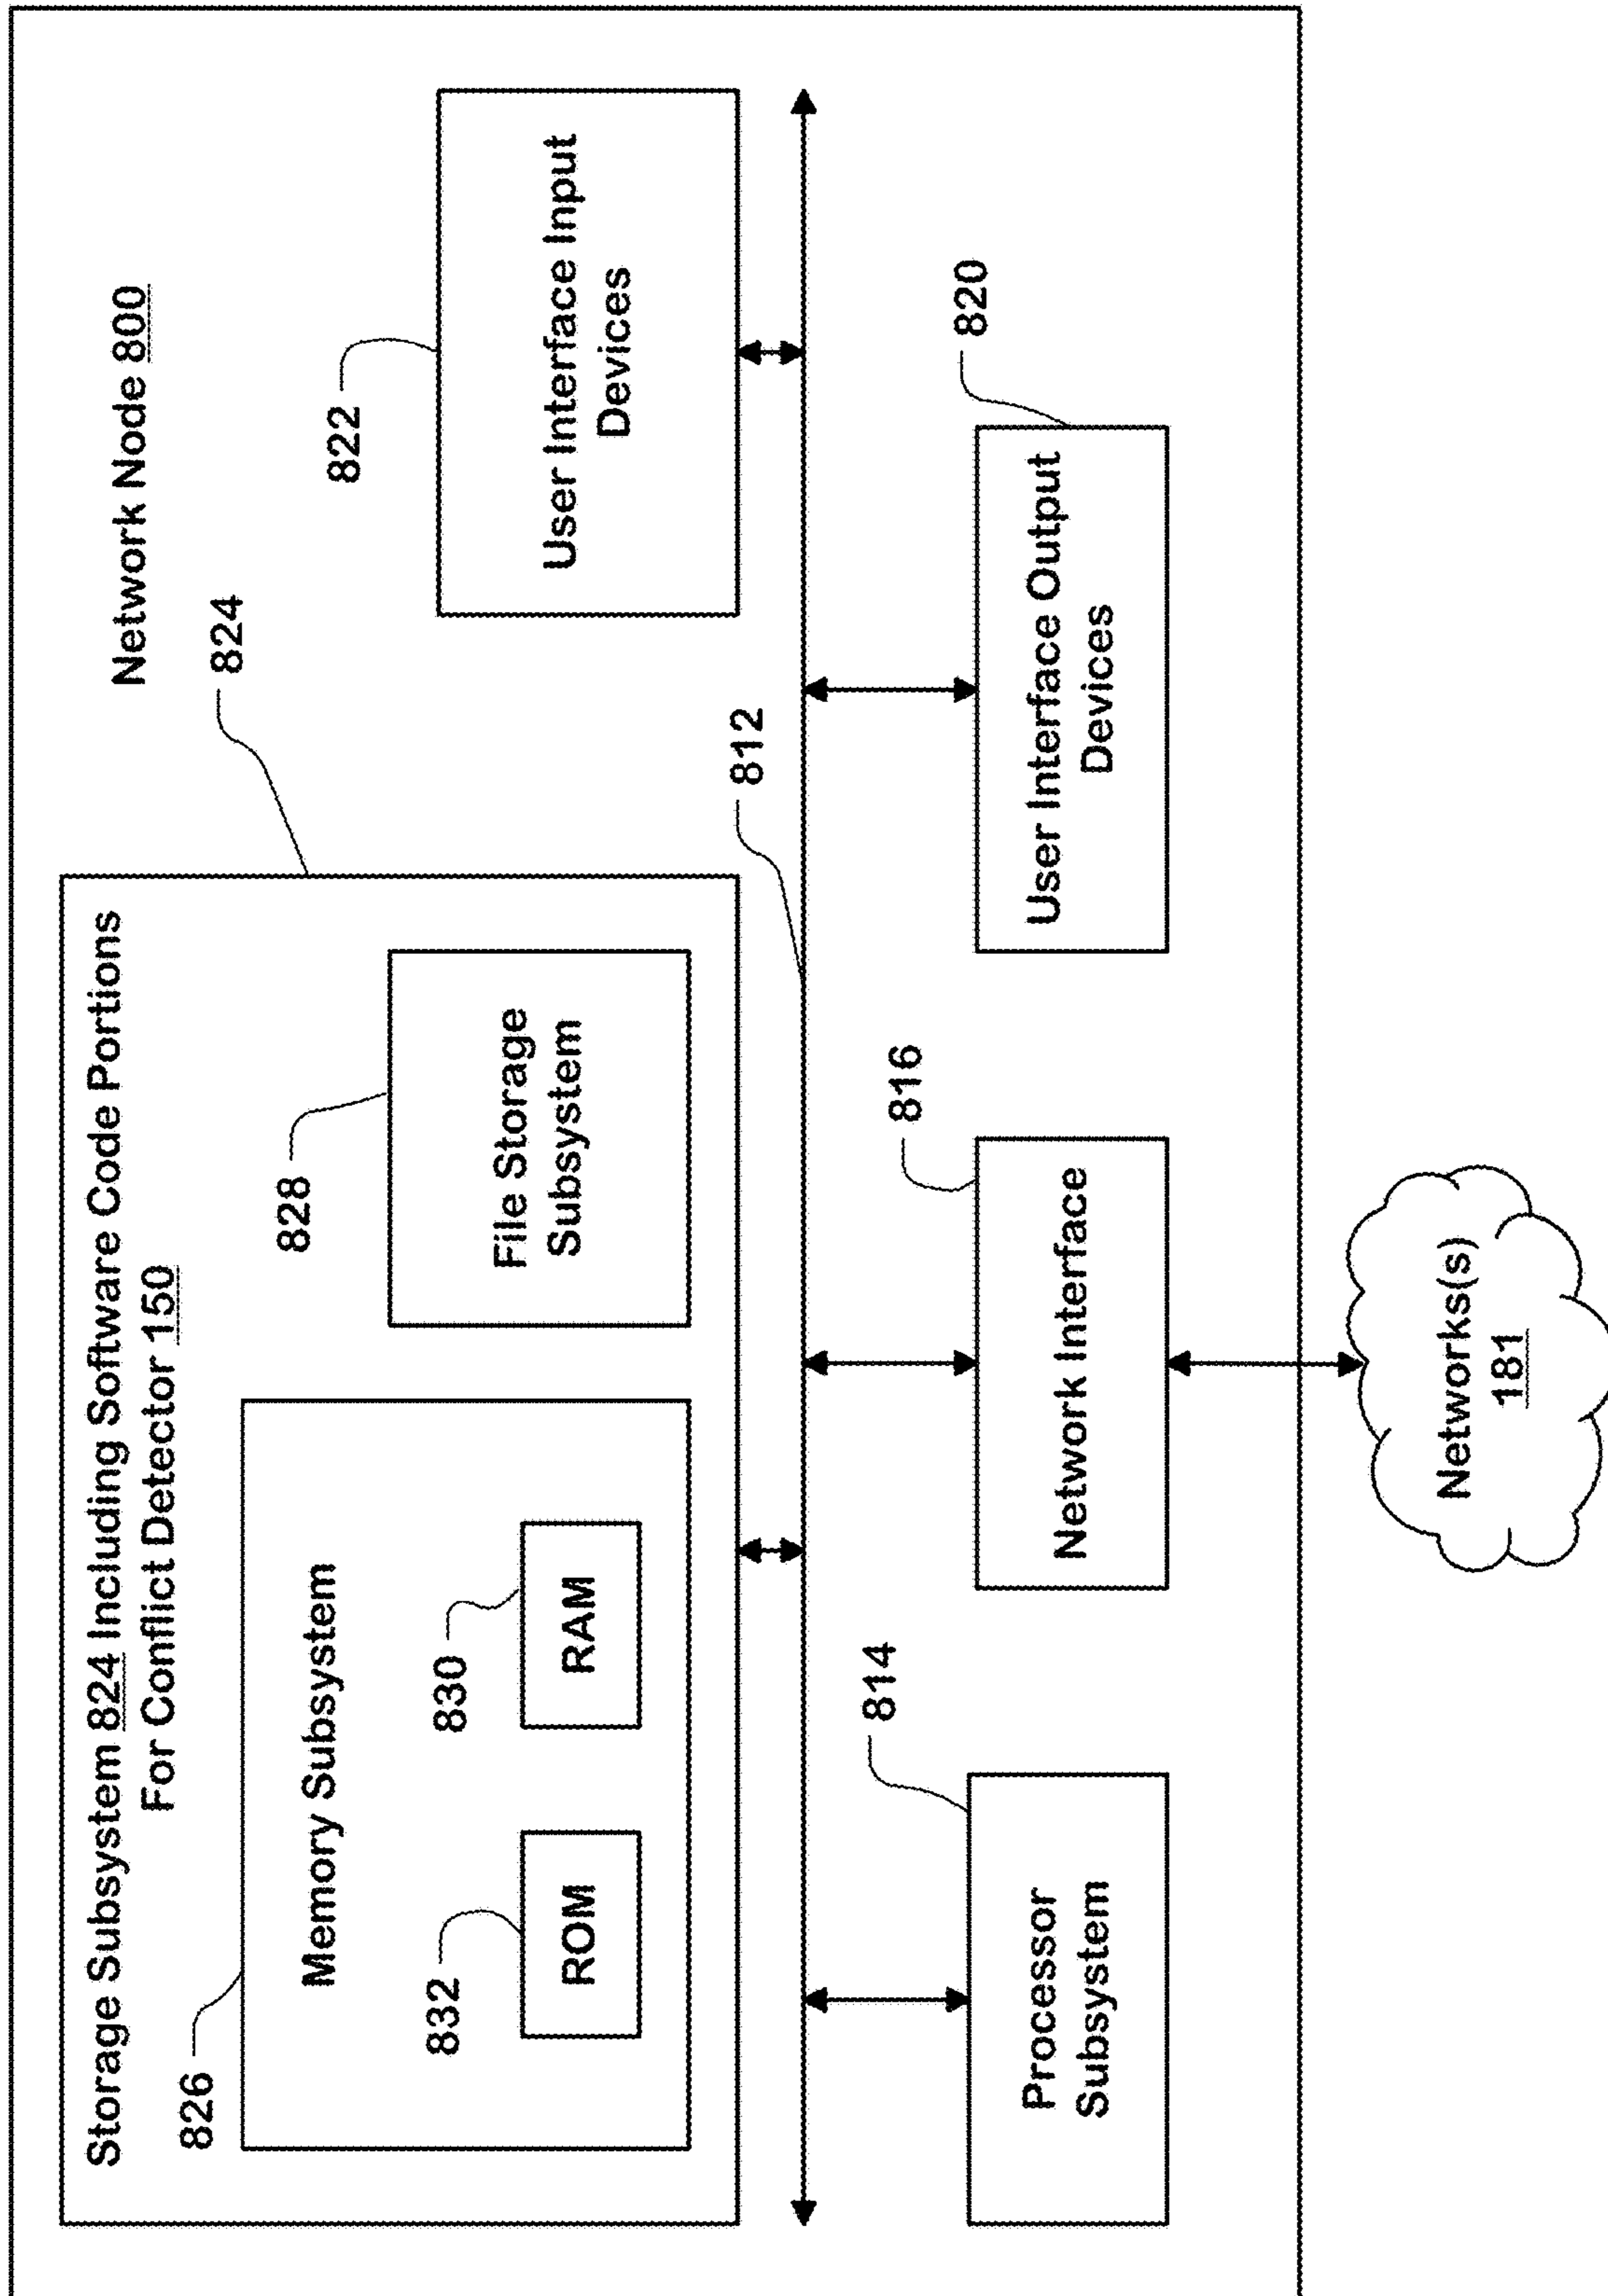 Network Node 800
824
Storage Subsystem 824 Including Software Code Portions
For Conflict Detector 150
826
Memory Subsystem
832
ROM
830
RAM
828
File Storage
Subsystem
822
User Interface Input
Devices
812
814
Processor
Subsystem
816
Network Interface
820
User Interface Output
Devices
Networks(s)
181